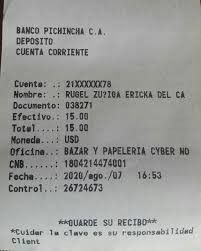 BANCO PICHINCHA C.A.
DEPOSITO
CUENTA CORRIENTE
Cuenta: .: 21XXXXXX78
Nombre: .: RUGEL ZU?IGA ERICKA DEL CA
Documento: 038271
Efectivo.: 15.00
Total....: 15.00
Moneda...: USD
Oficina..: BAZAR Y PAPELERIA CYBER NO
CNB......: 1804214474001
Fecha....: 2020/ago./07 16:53
Control..: 26724673
**GUARDE SU RECIBO**
*Cuidar la clave es su responsabilidad
Client